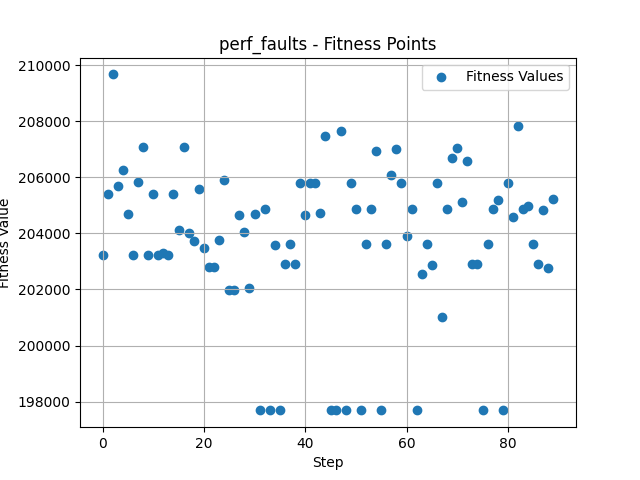 perf_faults - Fitness Points
Fitness Values
210000
208000
206000
204000
202000
200000
198000
Fitness Value
0 20 40 60 80
Step